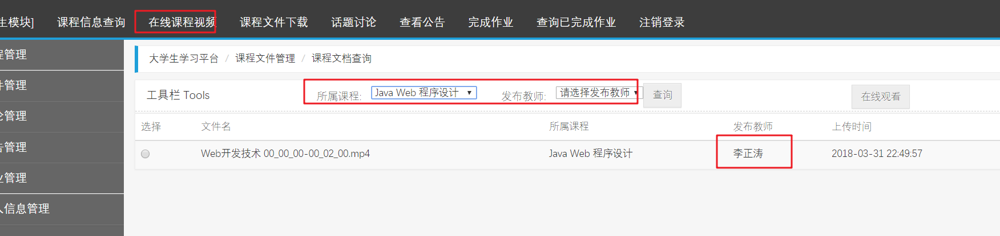 生模块] 课程信息查询 在线课程视频 课程文件下载 话题讨论 查看公告 完成作业 查询已完成作业 注销登录
程管理
件管理
论管理
告管理
业管理
人信息管理
大学生学习平台 / 课程文件管理 / 课程文档查询
工具栏 Tools 所属课程: Java Web 程序设计 发布教师: 请选择发布教师 查询 在线观看
选择 文件名 所属课程 发布教师 上传时间
Web开发技术 00_00_00-00_02_00.mp4 Java Web 程序设计 李正涛 2018-03-31 22:49:57